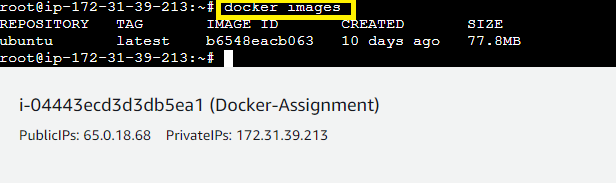 root@ip-172-31-39-213:~# docker images
REPOSITORY TAG IMAGE ID CREATED SIZE
ubuntu latest b6548eacb063 10 days ago 77.8MB
root@ip-172-31-39-213:~#
i-04443ecd3d3db5ea1 (Docker-Assignment)
PublicIPs: 65.0.18.68 PrivateIPs: 172.31.39.213